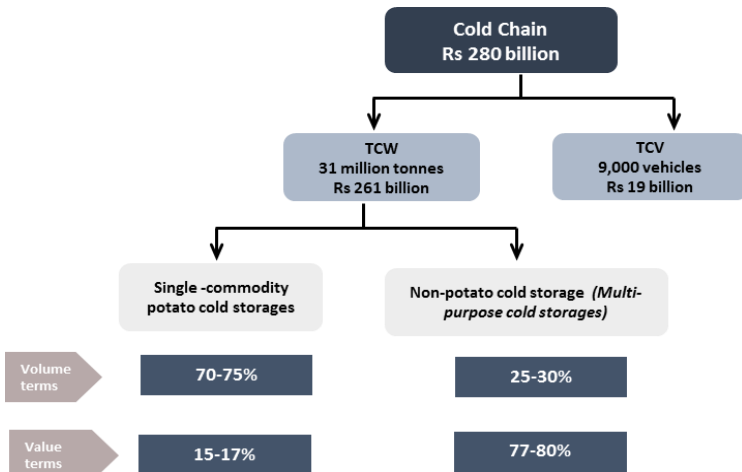 Cold Chain
Rs 280 billion
TCW
31 million tonnes
Rs 261 billion
TCV
9,000 vehicles
Rs 19 billion
Single -commodity
potato cold storages
Non-potato cold storage (Multi-
purpose cold storages)
Volume
terms
70-75%
25-30%
Value
terms
15-17%
77-80%